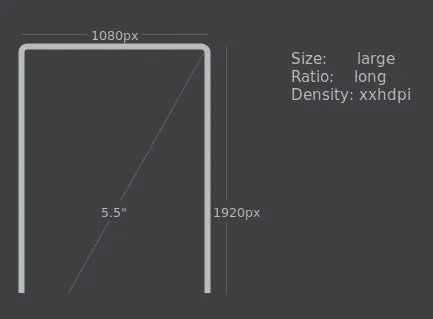 1080px
Size: large
Ratio: long
Density: xxhdpi
5.5"
1920px